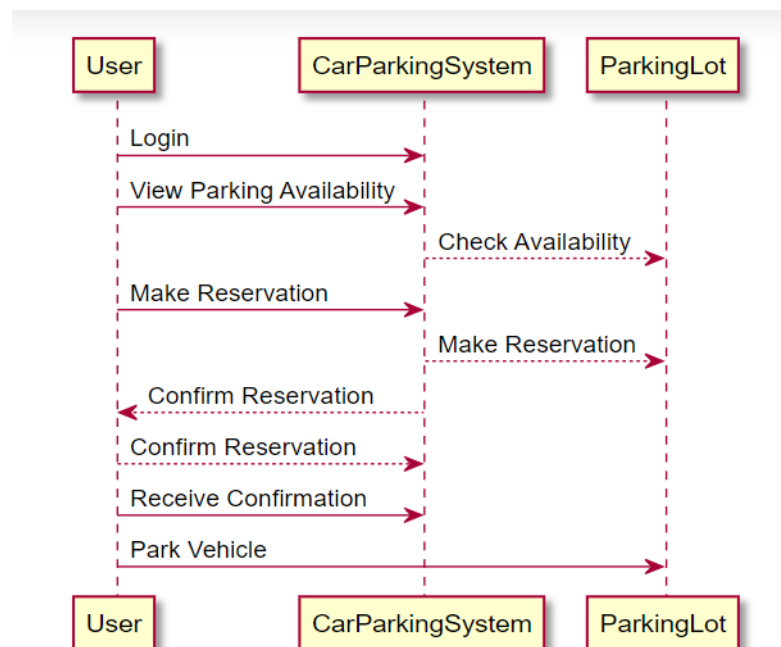 User CarParkingSystem ParkingLot
Login
View Parking Availability
Check Availability
Make Reservation
Make Reservation
Confirm Reservation
Confirm Reservation
Receive Confirmation
Park Vehicle
User CarParkingSystem ParkingLot